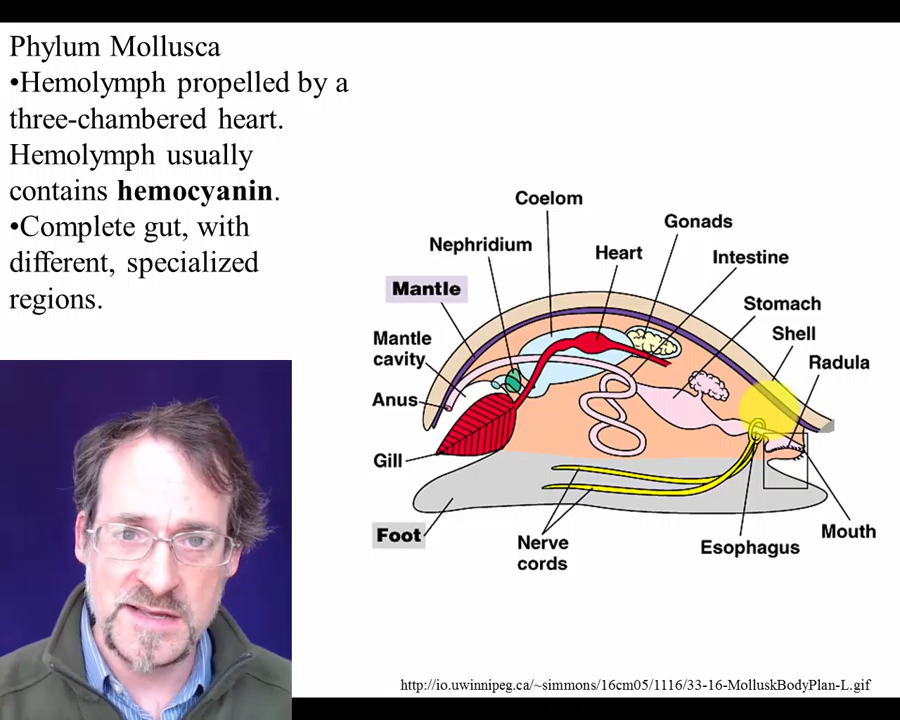 Phylum Mollusca
•Hemolymph propelled by a
three-chambered heart.
Hemolymph usually
contains hemocyanin.
•Complete gut, with
different, specialized
regions.
Coelom
Gonads
Nephridium
Heart
Intestine
Mantle
Stomach
Mantle
cavity
Shell
Radula
Anus
Gill
Foot
Nerve
cords
Esophagus
Mouth
http://io.uwinnipeg.ca/~simmons/16cm05/1116/33-16-MolluskBodyPlan-L.gif